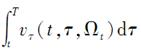 ∫_t^T v_τ(t, τ, Ω_t) dτ